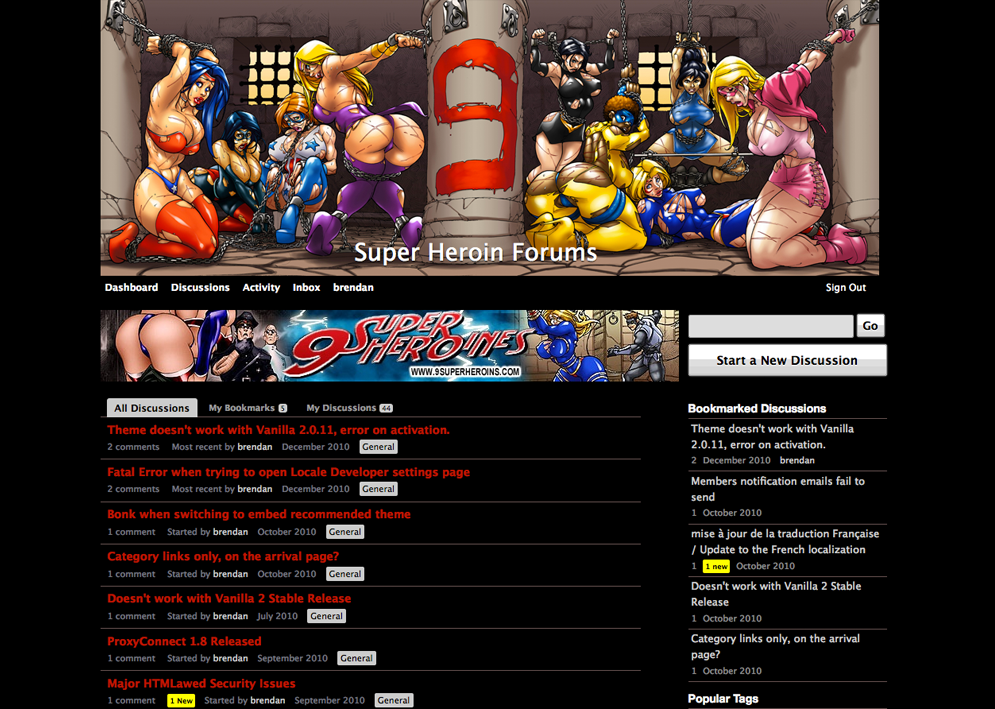 9
Super Heroin Forums
Dashboard Discussions Activity Inbox brendan Sign Out
9 SUPER HEROINES
WWW.9SUPERHEROINS.COM
Go
Start a New Discussion
All Discussions My Bookmarks 5 My Discussions 44
Theme doesn't work with Vanilla 2.0.11, error on activation.
2 comments Most recent by brendan December 2010 General
Fatal Error when trying to open Locale Developer settings page
2 comments Most recent by brendan December 2010 General
Bonk when switching to embed recommended theme
1 comment Started by brendan October 2010 General
Category links only, on the arrival page?
1 comment Started by brendan October 2010 General
Doesn't work with Vanilla 2 Stable Release
1 comment Started by brendan July 2010 General
ProxyConnect 1.8 Released
1 comment Started by brendan September 2010 General
Major HTMLawed Security Issues
1 comment 1 New Started by brendan September 2010 General
Bookmarked Discussions
Theme doesn't work with Vanilla
2.0.11, error on activation.
2 December 2010 brendan
Members notification emails fail to
send
1 October 2010
mise à jour de la traduction Française
/ Update to the French localization
1 1 new October 2010
Doesn't work with Vanilla 2 Stable
Release
1 October 2010
Category links only, on the arrival
page?
1 October 2010
Popular Tags